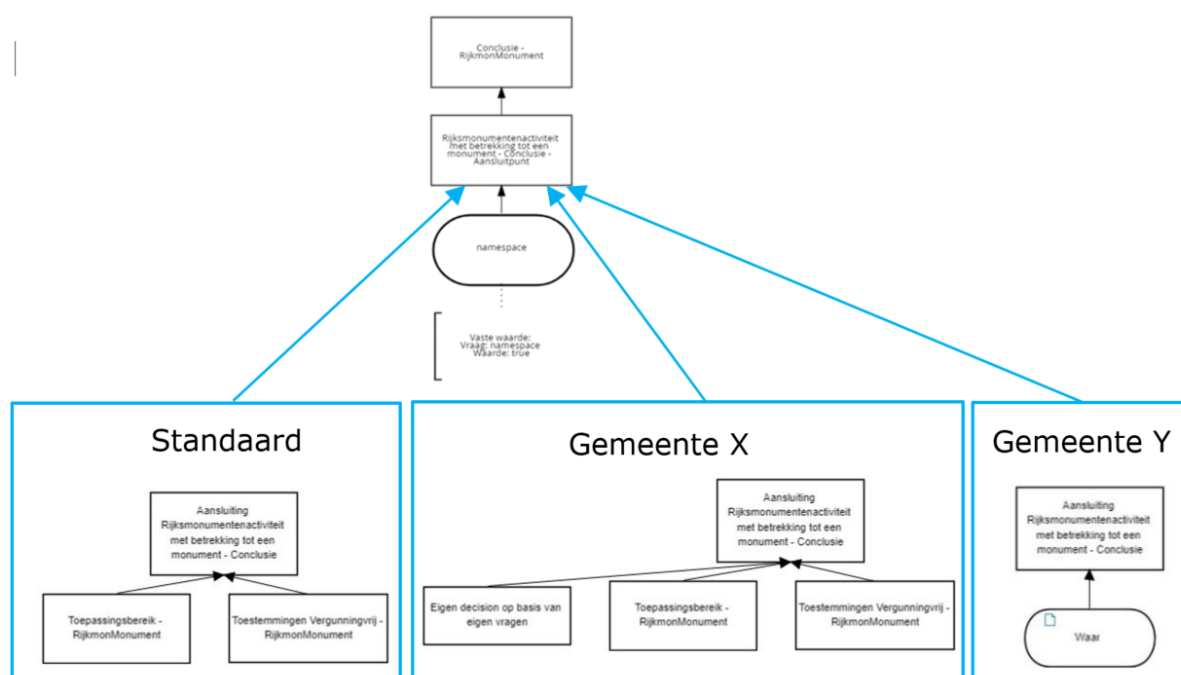 Conclusie -
RijkmonMonument
Rijksmonumentenactiviteit
met betrekking tot een
monument - Conclusie -
Aansluitpunt
namespace
Vaste waarde:
Vraag: namespace
Waarde: true
Standaard
Aansluiting
Rijksmonumentenactiviteit
met betrekking tot een
monument - Conclusie
Toepassingsbereik -
RijkmonMonument
Toestemmingen Vergunningvrij -
RijkmonMonument
Gemeente X
Aansluiting
Rijksmonumentenactiviteit
met betrekking tot een
monument - Conclusie
Eigen decision op basis van
eigen vragen
Toepassingsbereik -
RijkmonMonument
Toestemmingen Vergunningvrij -
RijkmonMonument
Gemeente Y
Aansluiting
Rijksmonumentenactiviteit
met betrekking tot een
monument - Conclusie
Waar